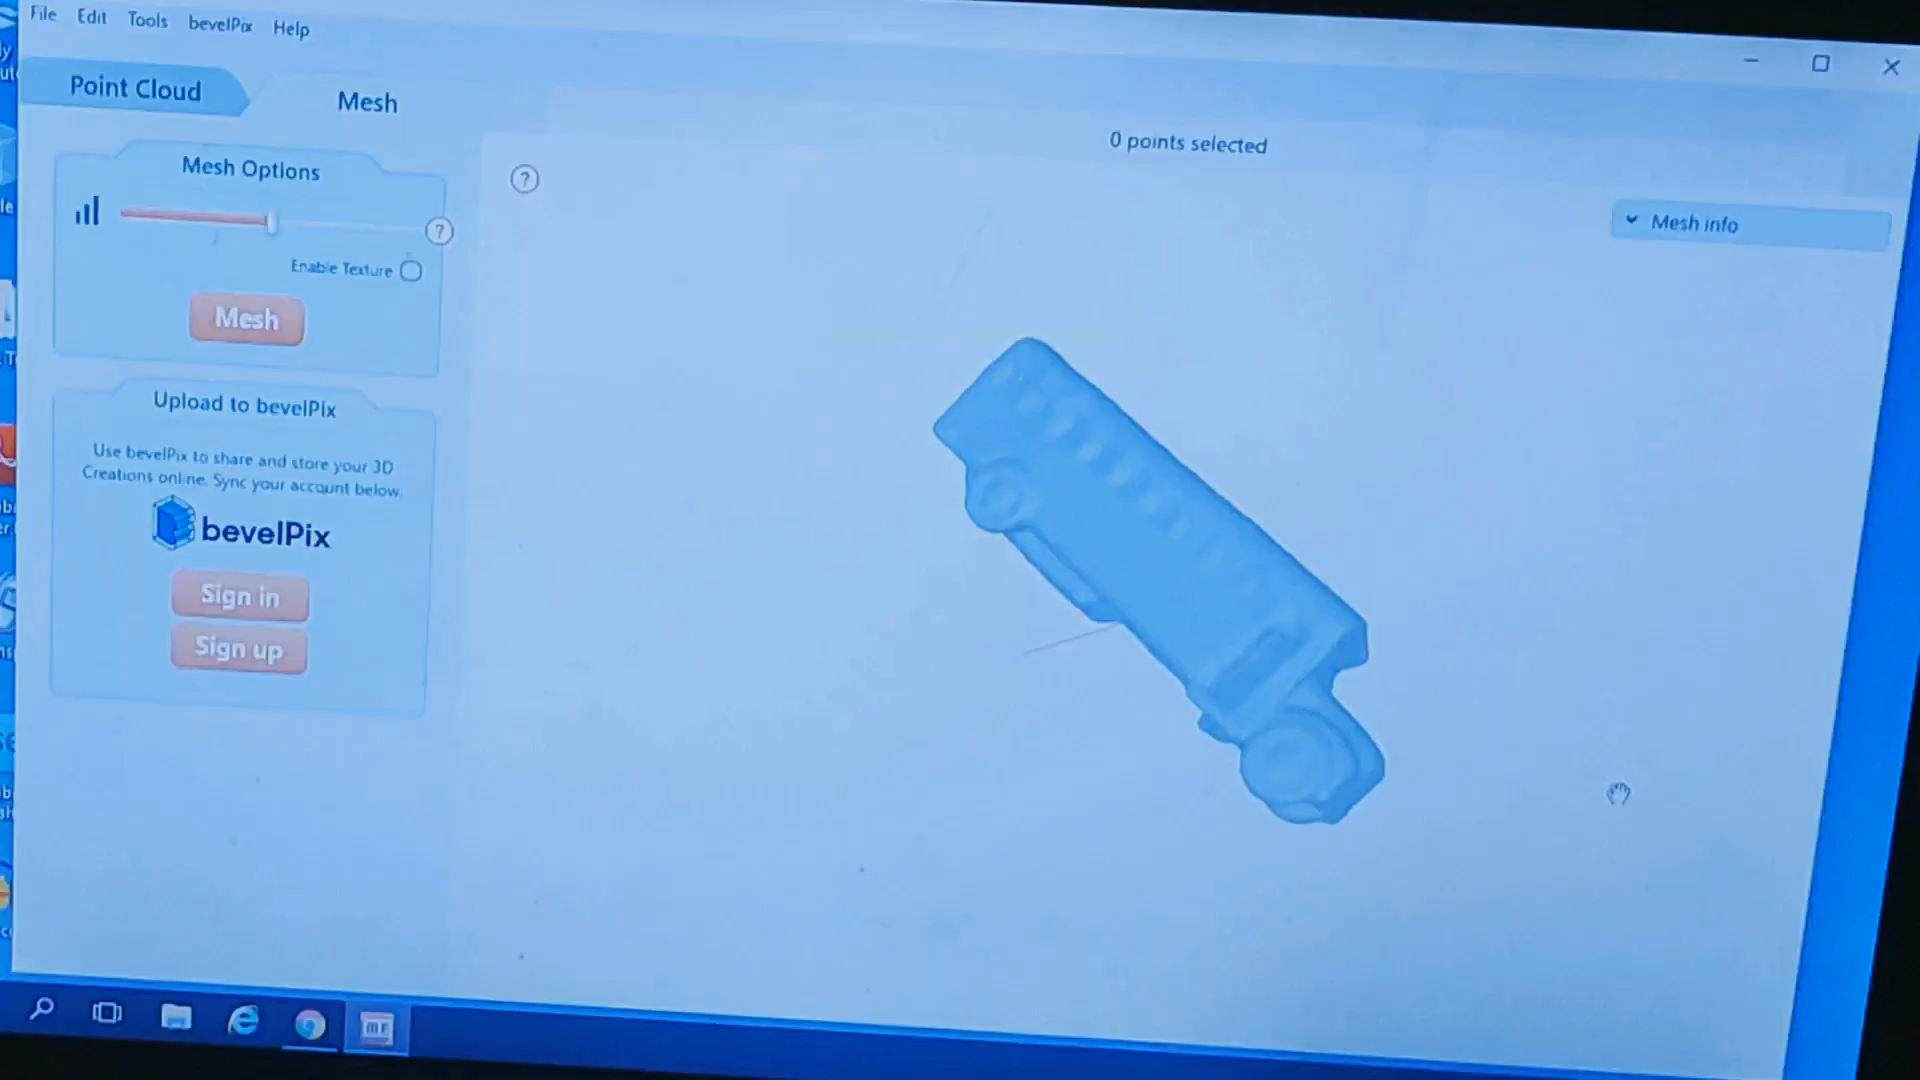 File Edit Tools bevelPix Help
Point Cloud
Mesh
0 points selected
Mesh Options
Mesh info
Enable Texture
Mesh
Upload to bevelPix
Use bevelPix to share and store your 3D
Creations online. Sync your account below.
bevelPix
Sign in
Sign up